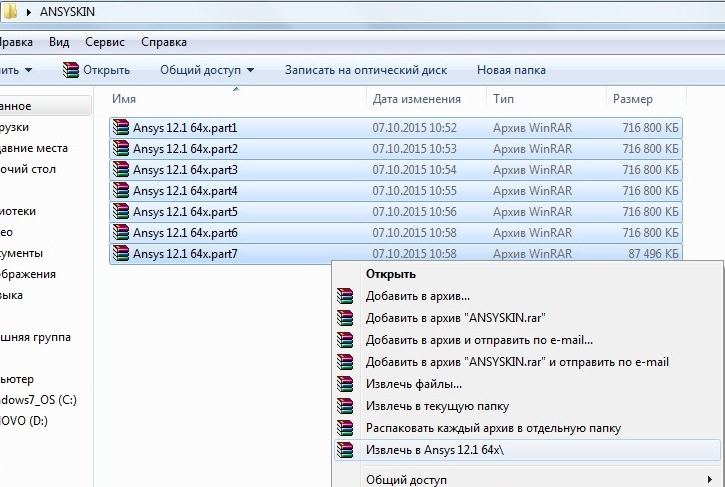 ANSYSKIN
Правка Вид Сервис Справка
ить Открыть Общий доступ Записать на оптический диск Новая папка
анное
Имя Дата изменения Тип Размер
рузки
Ansys 12.1 64x.part1 07.10.2015 10:52 Архив WinRAR 716 800 КБ
давние места
Ansys 12.1 64x.part2 07.10.2015 10:53 Архив WinRAR 716 800 КБ
очий стол
Ansys 12.1 64x.part3 07.10.2015 10:54 Архив WinRAR 716 800 КБ
Ansys 12.1 64x.part4 07.10.2015 10:55 Архив WinRAR 716 800 КБ
иотеки
Ansys 12.1 64x.part5 07.10.2015 10:56 Архив WinRAR 716 800 КБ
ео
Ansys 12.1 64x.part6 07.10.2015 10:58 Архив WinRAR 716 800 КБ
кументы
Ansys 12.1 64x.part7 07.10.2015 10:58 Архив WinRAR 87 496 КБ
бражения
зыка
шняя группа
пьютер
ndows7_OS (C:)
NOVO (D:)
Открыть
Добавить в архив...
Добавить в архив "ANSYSKIN.rar"
Добавить в архив и отправить по e-mail...
Добавить в архив "ANSYSKIN.rar" и отправить по e-mail
Извлечь файлы...
Извлечь в текущую папку
Распаковать каждый архив в отдельную папку
Извлечь в Ansys 12.1 64x\
Общий доступ